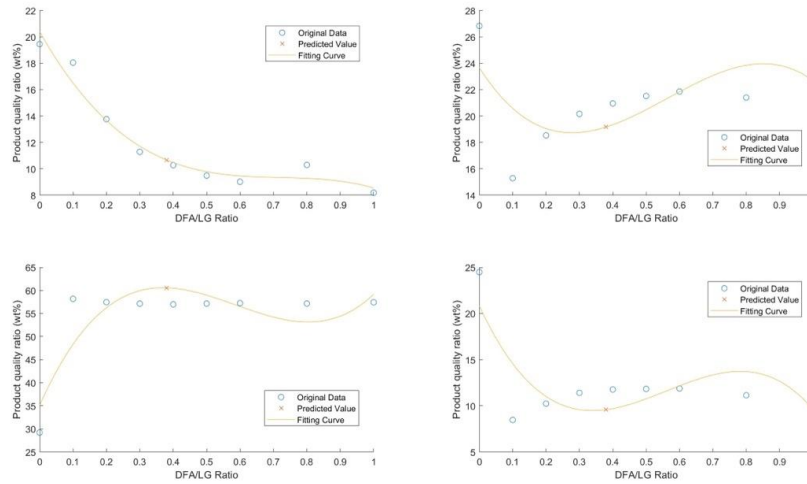 20
18
16
14
12
10
8
Product quality ratio (wt%)
0 0.1 0.2 0.3 0.4 0.5 0.6 0.7 0.8 0.9 1
DFA/LG Ratio
Original Data
Predicted Value
Fitting Curve
28
26
24
22
20
18
16
14
Product quality ratio (wt%)
0 0.1 0.2 0.3 0.4 0.5 0.6 0.7 0.8 0.9
DFA/LG Ratio
Original Data
Predicted Value
Fitting Curve
65
60
55
50
45
40
35
30
25
Product quality ratio (wt%)
0 0.1 0.2 0.3 0.4 0.5 0.6 0.7 0.8 0.9 1
DFA/LG Ratio
Original Data
Predicted Value
Fitting Curve
25
20
15
10
5
Product quality ratio (wt%)
0 0.1 0.2 0.3 0.4 0.5 0.6 0.7 0.8 0.9
DFA/LG Ratio
Original Data
Predicted Value
Fitting Curve